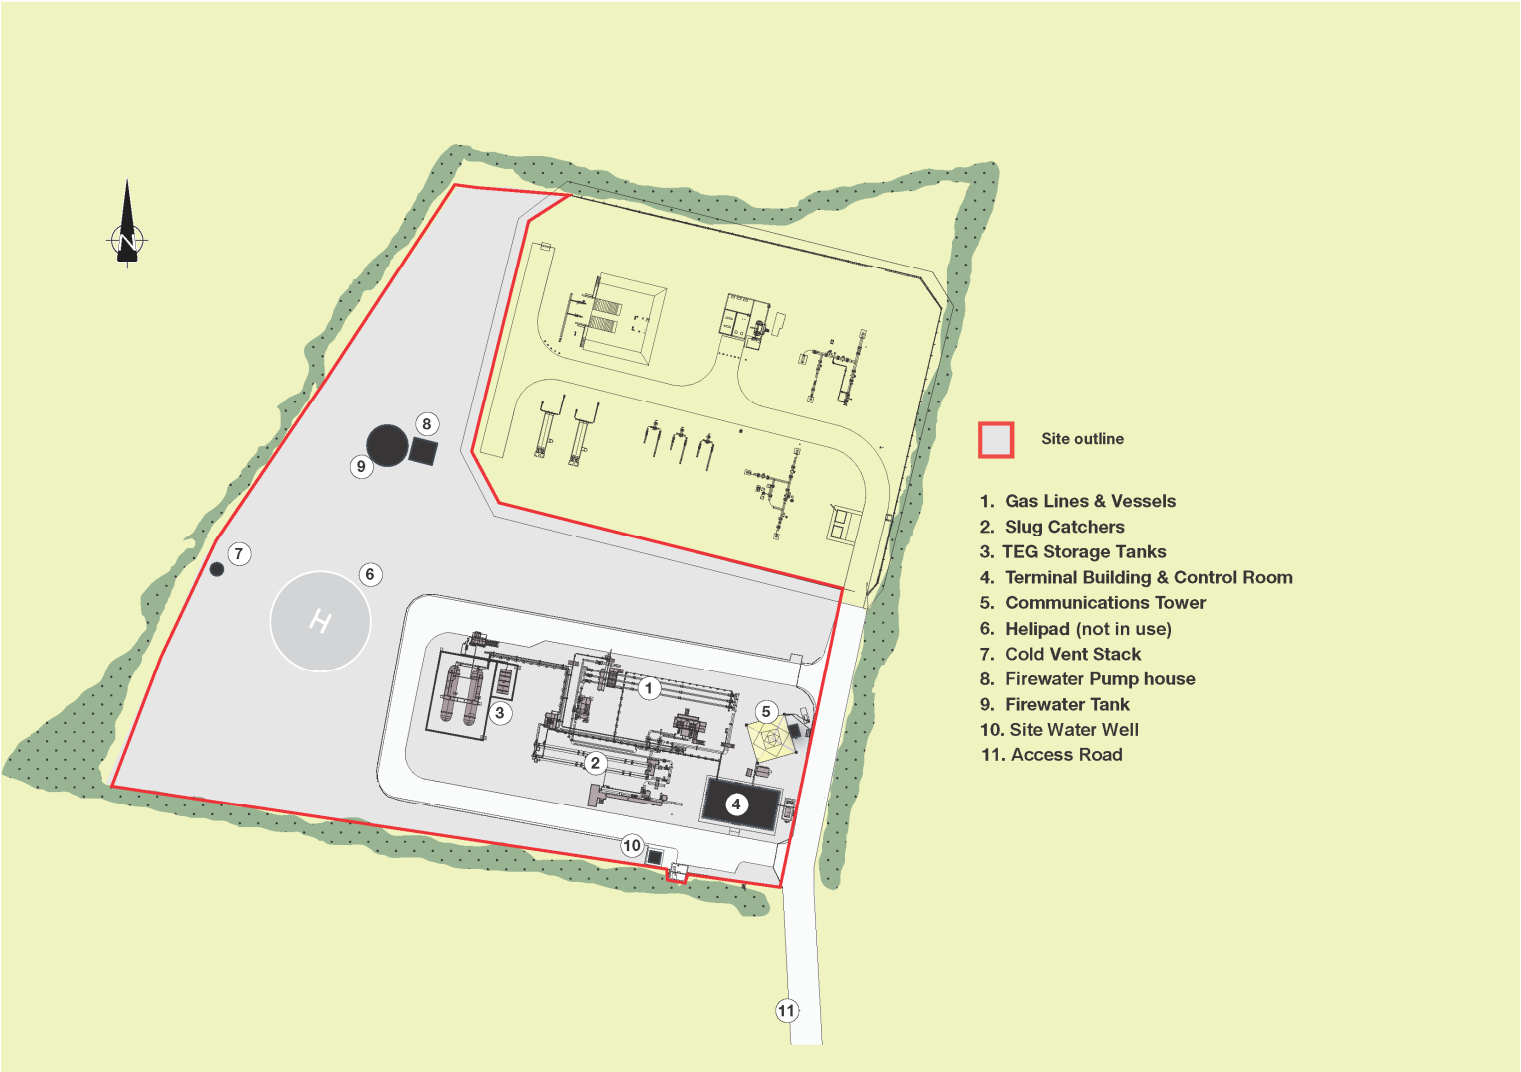 N
8
9
7
6
H
1
5
3
2
4
10
11
Site outline
1. Gas Lines & Vessels
2. Slug Catchers
3. TEG Storage Tanks
4. Terminal Building & Control Room
5. Communications Tower
6. Helipad (not in use)
7. Cold Vent Stack
8. Firewater Pump house
9. Firewater Tank
10. Site Water Well
11. Access Road